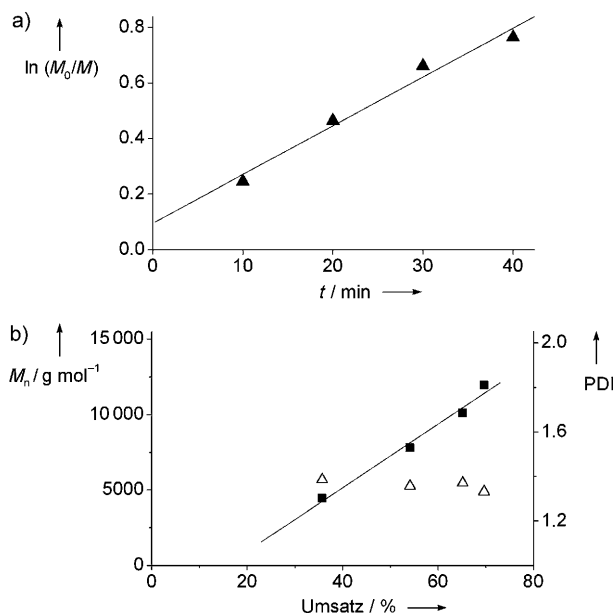 a)
ln (M₀/M)
0.8
0.6
0.4
0.2
0.0
0 10 20 30 40
t / min
b)
Mₙ / g mol⁻¹
15 000
10 000
5000
0
2.0
1.6
1.2
PDI
0 20 40 60 80
Umsatz / %